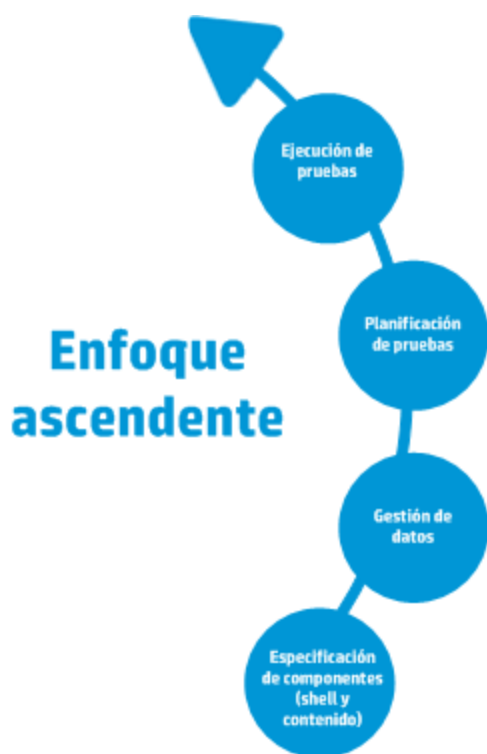 Ejecución de
pruebas
Planificación
de pruebas
Enfoque
ascendente
Gestión de
datos
Especificación
de componentes
(shell y
contenido)